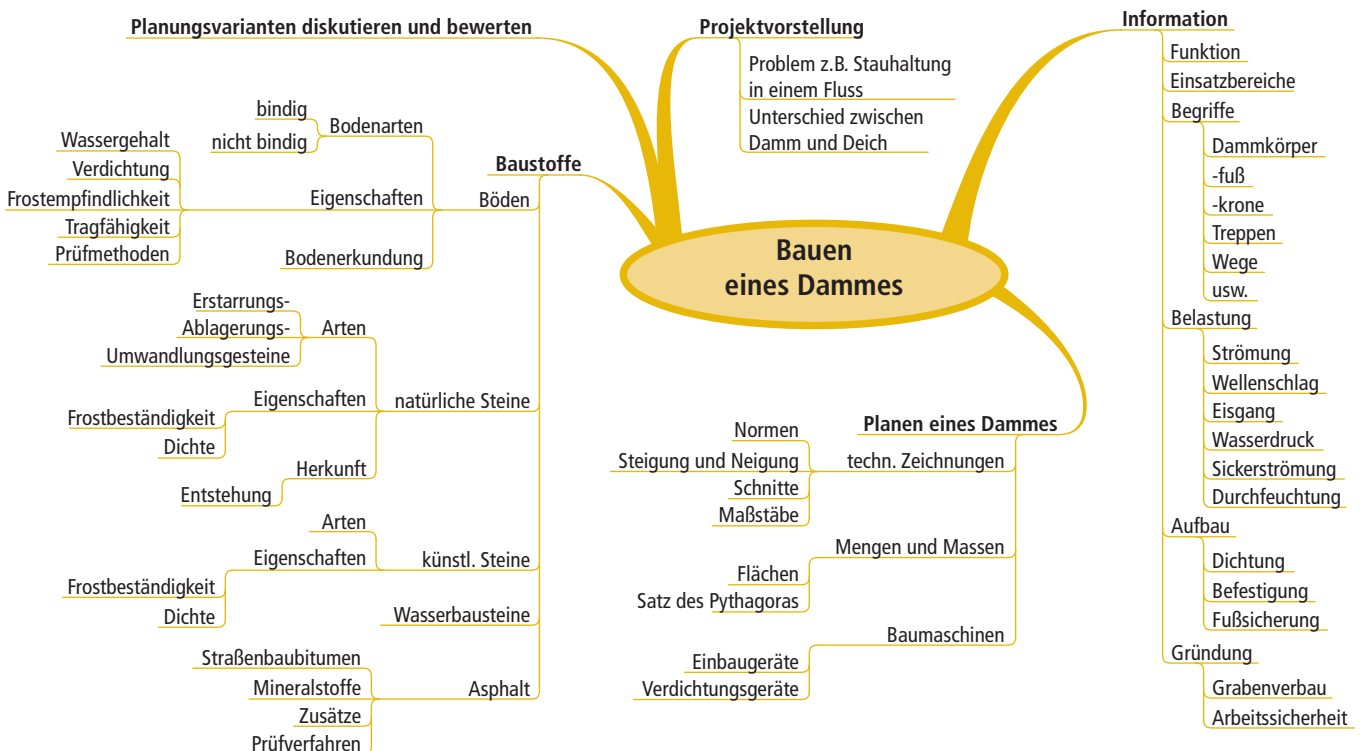 Planungsvarianten diskutieren und bewerten
Projektvorstellung
Problem z.B. Stauhaltung
in einem Fluss
Unterschied zwischen
Damm und Deich
Information
Funktion
Einsatzbereiche
Begriffe
Dammkörper
-fuß
-krone
Treppen
Wege
usw.
Belastung
Strömung
Wellenschlag
Eisgang
Wasserdruck
Sickerströmung
Durchfeuchtung
Aufbau
Dichtung
Befestigung
Fußsicherung
Gründung
Grabenverbau
Arbeitssicherheit
Bauen
eines Dammes
Baustoffe
Böden
Bodenarten
bindig
nicht bindig
Eigenschaften
Wassergehalt
Verdichtung
Frostempfindlichkeit
Tragfähigkeit
Prüfmethoden
Bodenerkundung
natürliche Steine
Arten
Erstarrungs-
Ablagerungs-
Umwandlungsgesteine
Eigenschaften
Frostbeständigkeit
Dichte
Herkunft
Entstehung
künstl. Steine
Arten
Eigenschaften
Frostbeständigkeit
Dichte
Wasserbausteine
Asphalt
Straßenbaubitumen
Mineralstoffe
Zusätze
Prüfverfahren
Planen eines Dammes
techn. Zeichnungen
Normen
Steigung und Neigung
Schnitte
Maßstäbe
Mengen und Massen
Flächen
Satz des Pythagoras
Baumaschinen
Einbaugeräte
Verdichtungsgeräte